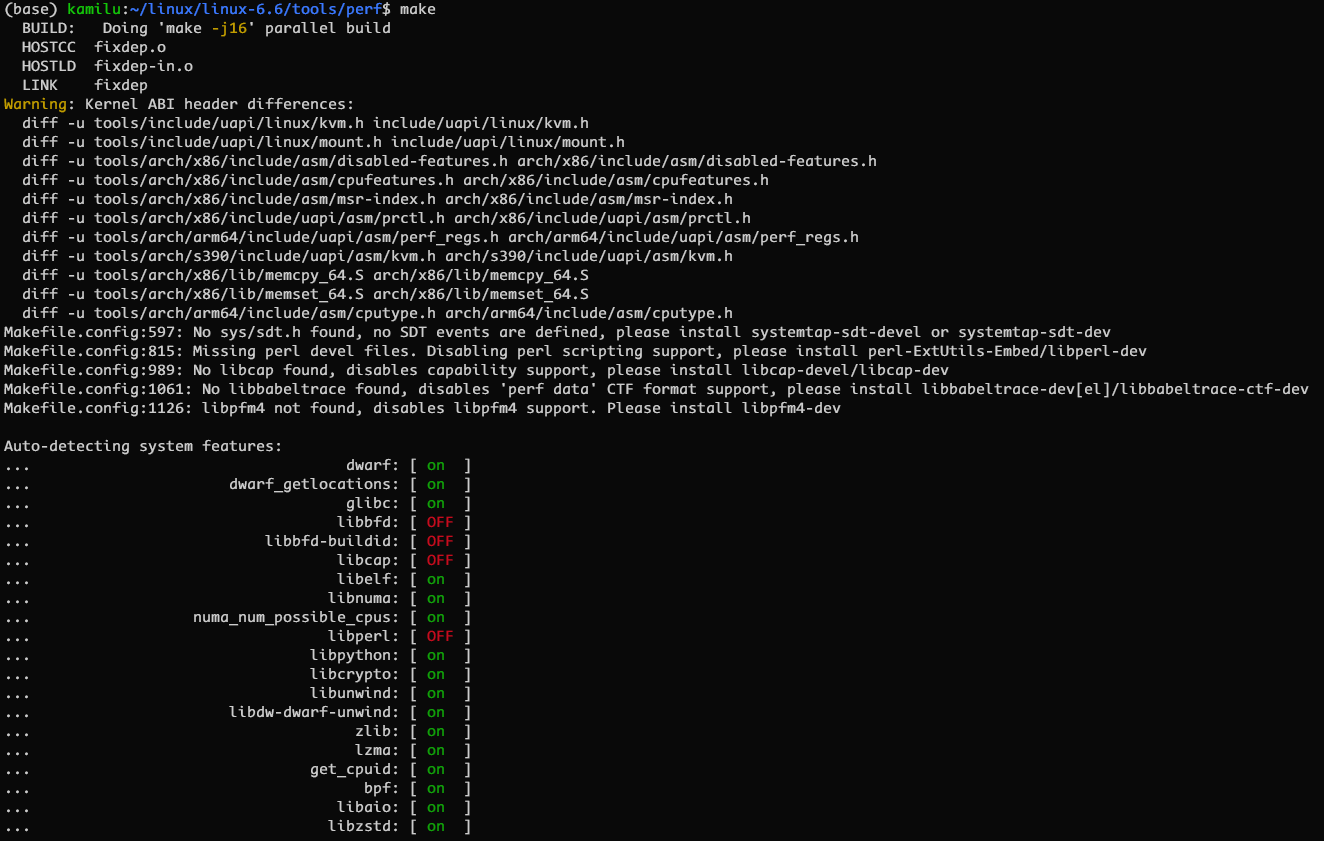 (base) kamilu:~/linux/linux-6.6/tools/perf$ make
  BUILD:   Doing 'make -j16' parallel build
  HOSTCC  fixdep.o
  HOSTLD  fixdep-in.o
  LINK    fixdep
Warning: Kernel ABI header differences:
  diff -u tools/include/uapi/linux/kvm.h include/uapi/linux/kvm.h
  diff -u tools/include/uapi/linux/mount.h include/uapi/linux/mount.h
  diff -u tools/arch/x86/include/asm/disabled-features.h arch/x86/include/asm/disabled-features.h
  diff -u tools/arch/x86/include/asm/cpufeatures.h arch/x86/include/asm/cpufeatures.h
  diff -u tools/arch/x86/include/asm/msr-index.h arch/x86/include/asm/msr-index.h
  diff -u tools/arch/x86/include/uapi/asm/prctl.h arch/x86/include/uapi/asm/prctl.h
  diff -u tools/arch/arm64/include/uapi/asm/perf_regs.h arch/arm64/include/uapi/asm/perf_regs.h
  diff -u tools/arch/s390/include/uapi/asm/kvm.h arch/s390/include/uapi/asm/kvm.h
  diff -u tools/arch/x86/lib/memcpy_64.S arch/x86/lib/memcpy_64.S
  diff -u tools/arch/x86/lib/memset_64.S arch/x86/lib/memset_64.S
  diff -u tools/arch/arm64/include/asm/cputype.h arch/arm64/include/asm/cputype.h
Makefile.config:597: No sys/sdt.h found, no SDT events are defined, please install systemtap-sdt-devel or systemtap-sdt-dev
Makefile.config:815: Missing perl devel files. Disabling perl scripting support, please install perl-ExtUtils-Embed/libperl-dev
Makefile.config:989: No libcap found, disables capability support, please install libcap-devel/libcap-dev
Makefile.config:1061: No libbabeltrace found, disables 'perf data' CTF format support, please install libbabeltrace-dev[el]/libbabeltrace-ctf-dev
Makefile.config:1126: libpfm4 not found, disables libpfm4 support. Please install libpfm4-dev
Auto-detecting system features:
... dwarf: [ on  ]
... dwarf_getlocations: [ on  ]
... glibc: [ on  ]
... libbfd: [ OFF ]
... libbfd-buildid: [ OFF ]
... libcap: [ OFF ]
... libelf: [ on  ]
... libnuma: [ on  ]
... numa_num_possible_cpus: [ on  ]
... libperl: [ OFF ]
... libpython: [ on  ]
... libcrypto: [ on  ]
... libunwind: [ on  ]
... libdw-dwarf-unwind: [ on  ]
... zlib: [ on  ]
... lzma: [ on  ]
... get_cpuid: [ on  ]
... bpf: [ on  ]
... libaio: [ on  ]
... libzstd: [ on  ]